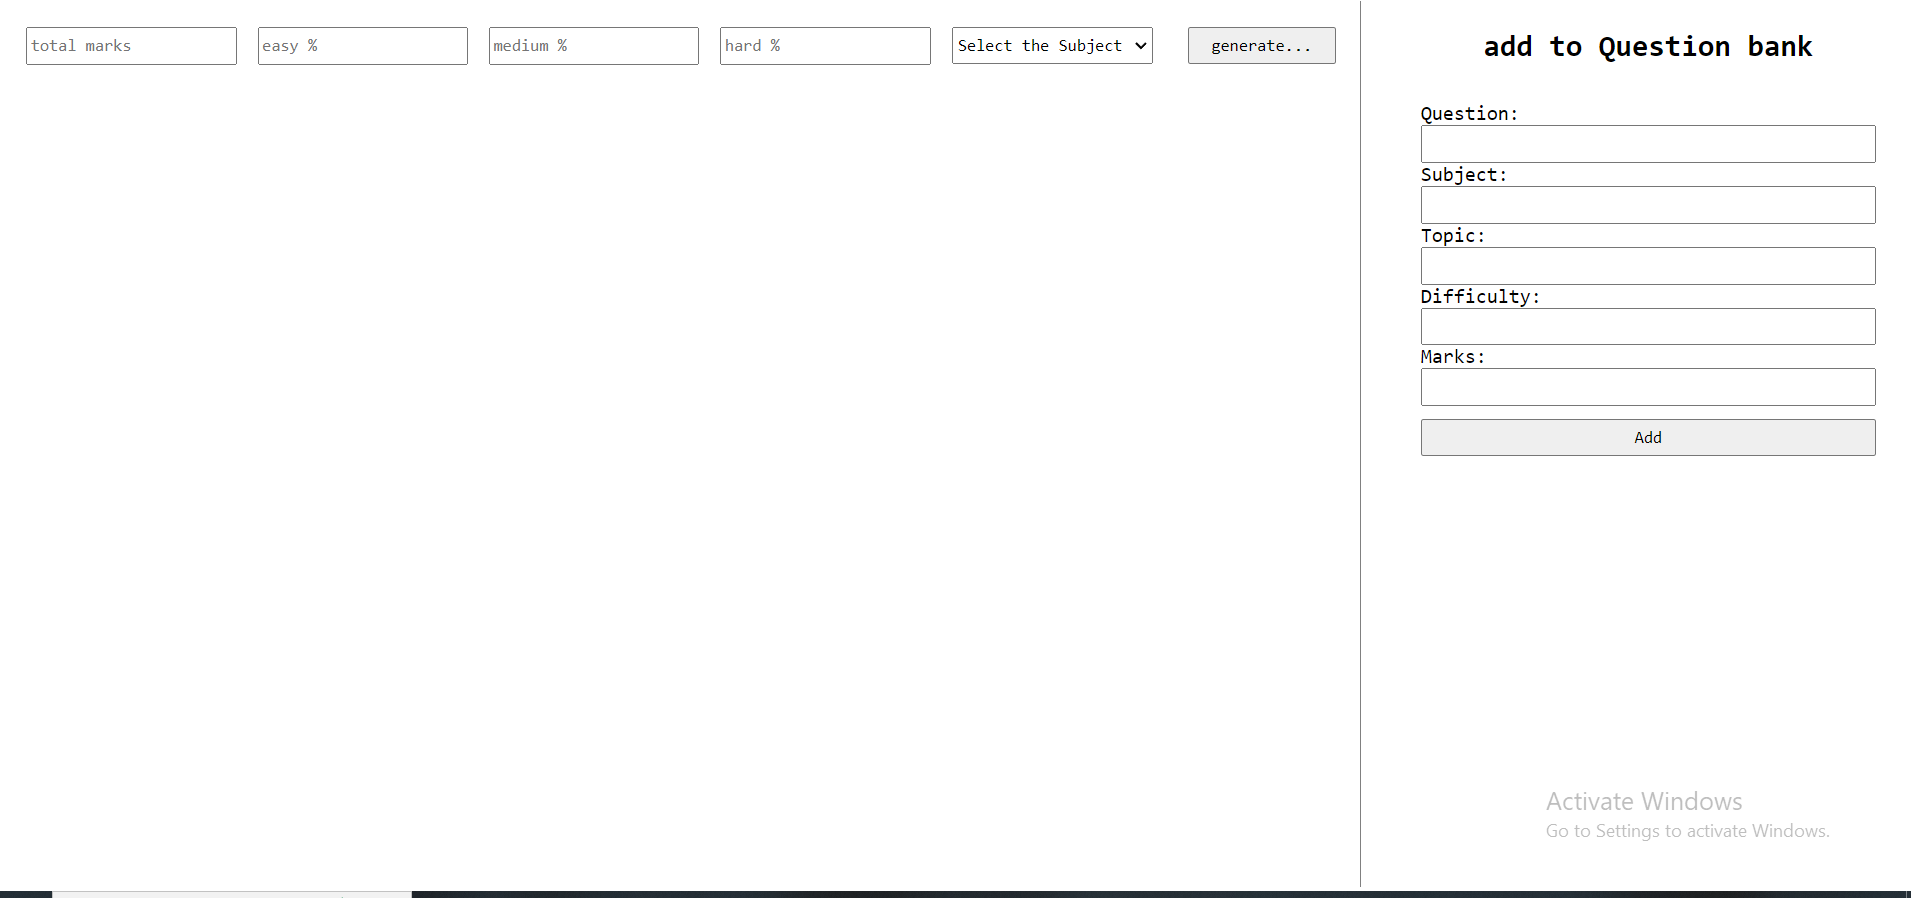 total marks
easy %
medium %
hard %
Select the Subject
generate...
add to Question bank
Question:
Subject:
Topic:
Difficulty:
Marks:
Add
Activate Windows
Go to Settings to activate Windows.